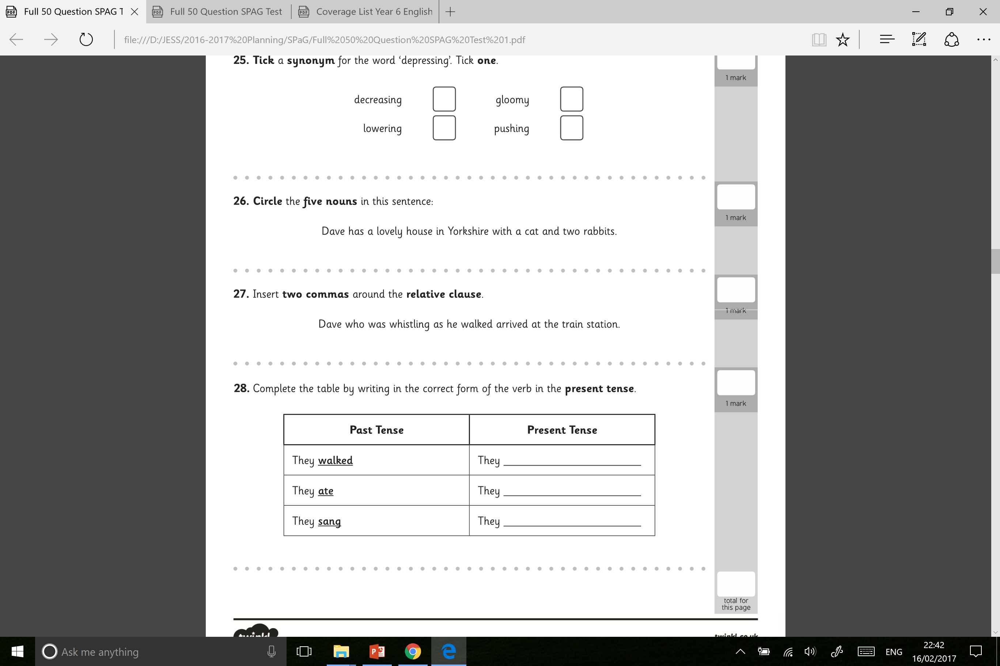 Full 50 Question SPAG T
Full 50 Question SPAG Test
Coverage List Year 6 English
file:///D:/JESS/2016-2017%20Planning/SPaG/Full%2050%20Question%20SPAG%20Test%201.pdf
25. Tick a synonym for the word ‘depressing’. Tick one.
1 mark
decreasing gloomy
lowering pushing
26. Circle the five nouns in this sentence:
1 mark
Dave has a lovely house in Yorkshire with a cat and two rabbits.
27. Insert two commas around the relative clause.
1 mark
Dave who was whistling as he walked arrived at the train station.
28. Complete the table by writing in the correct form of the verb in the present tense.
1 mark
Past Tense Present Tense
They walked They
They ate They
They sang They
total for
this page
twinkl twinkl.co.uk
Ask me anything
ENG
22:42
16/02/2017